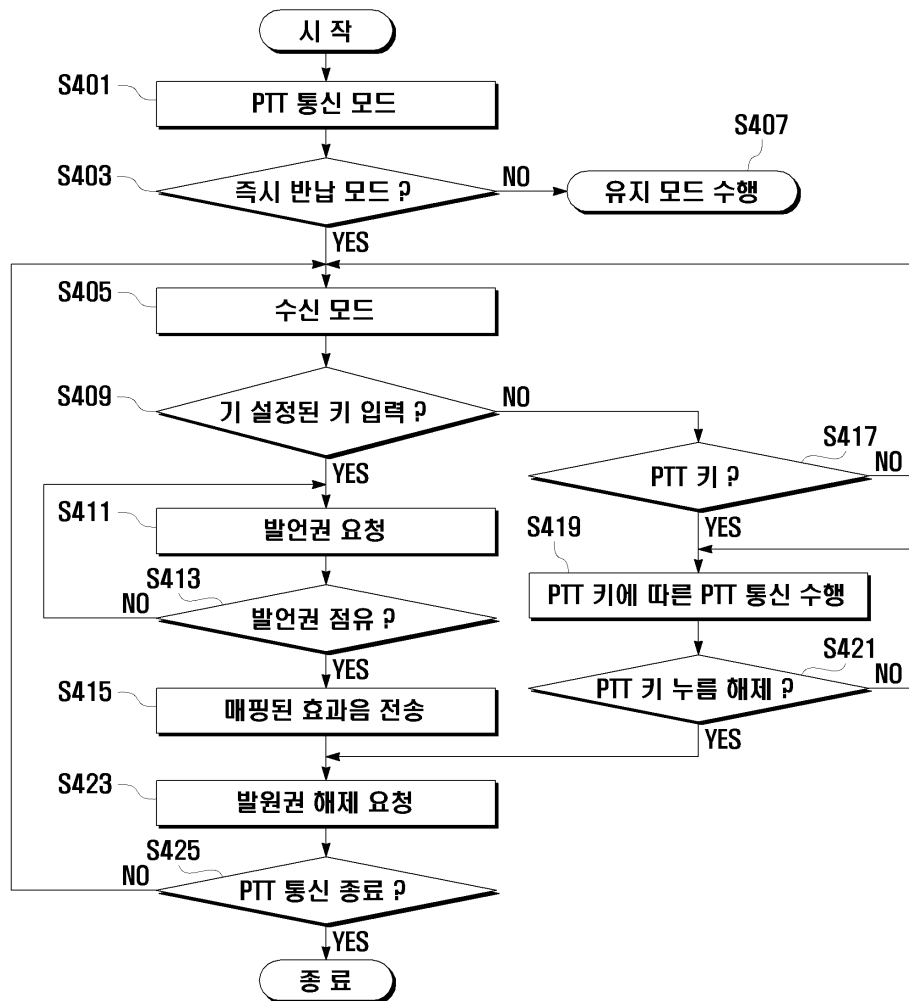 시 작
S401
PTT 통신 모드
S403
즉시 반납 모드 ?
NO
S407
유지 모드 수행
YES
S405
수신 모드
S409
기 설정된 키 입력 ?
NO
YES
S417
PTT 키 ?
NO
YES
S411
발언권 요청
S413
NO
발언권 점유 ?
YES
S419
PTT 키에 따른 PTT 통신 수행
S421
PTT 키 누름 해제 ?
NO
YES
S415
매핑된 효과음 전송
S423
발원권 해제 요청
S425
NO
PTT 통신 종료 ?
YES
종 료